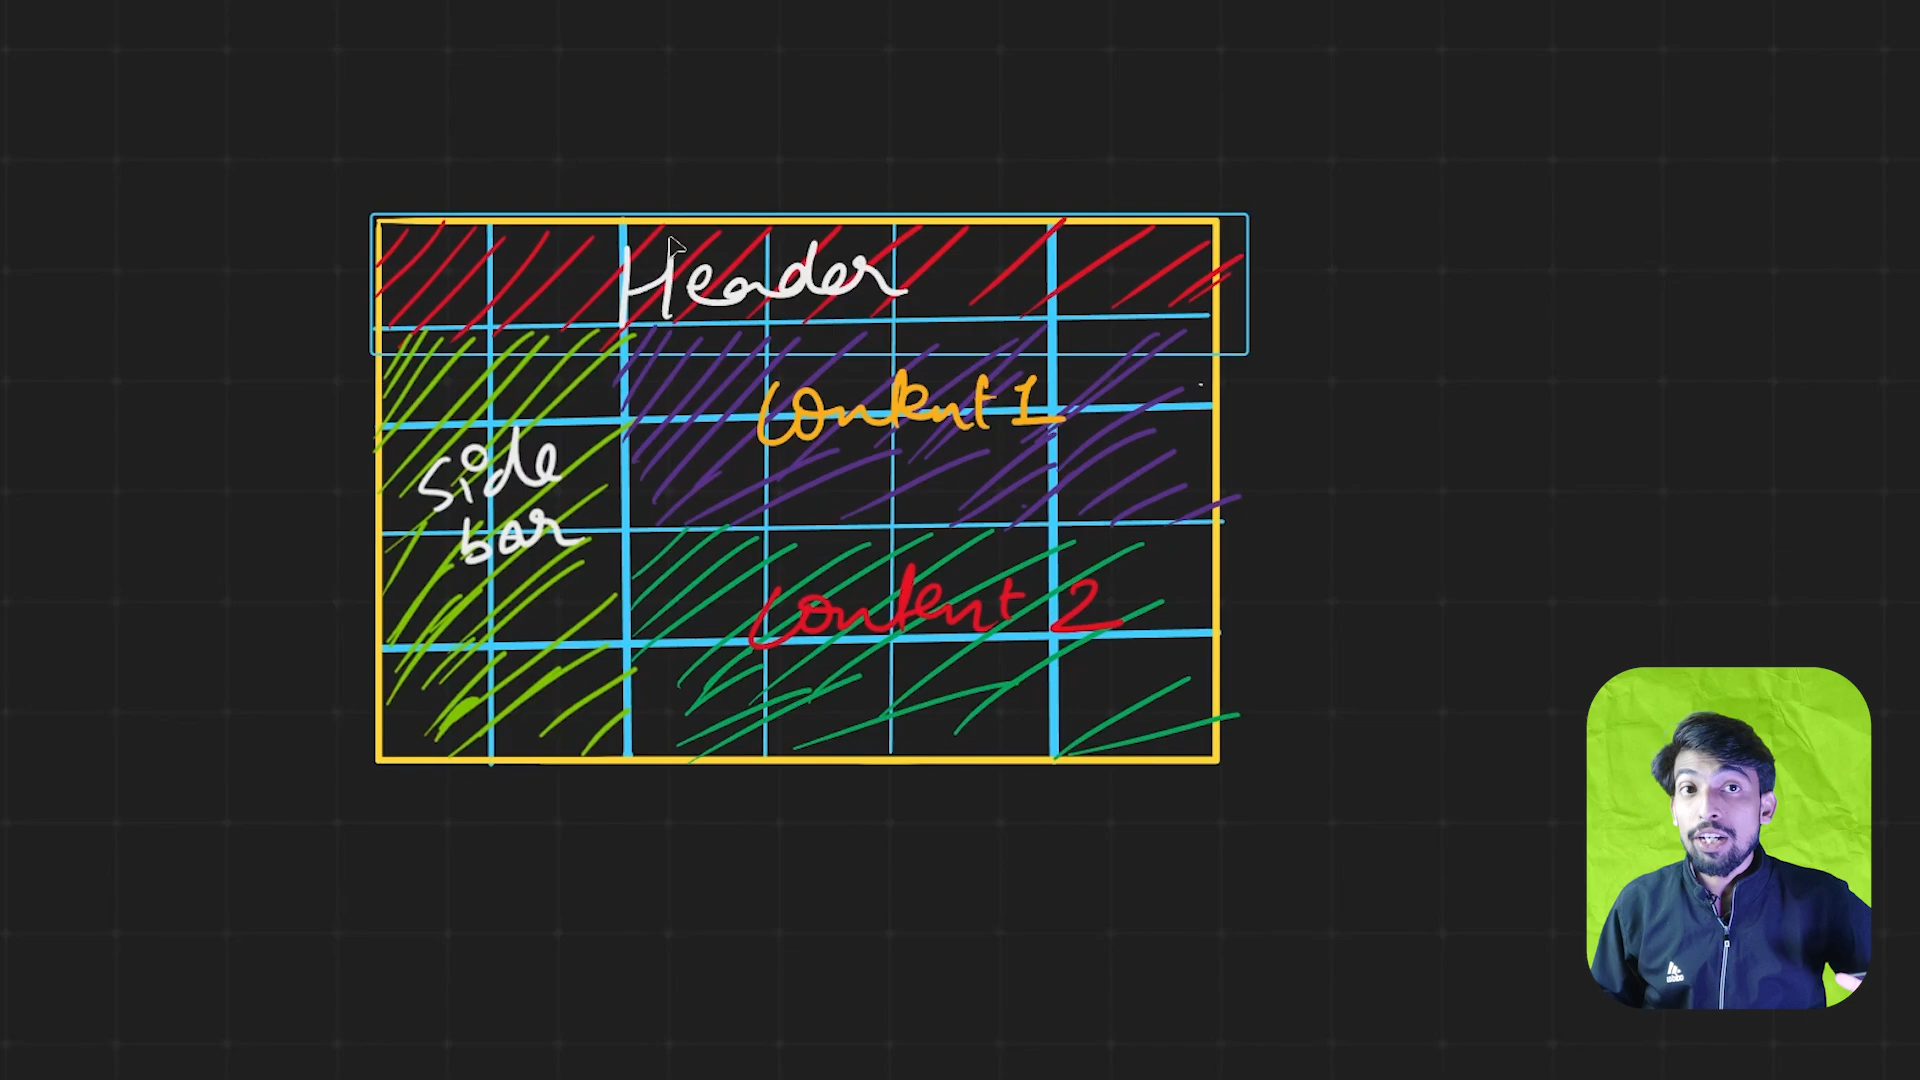 Header
Content 1
Side
bar
Content 2